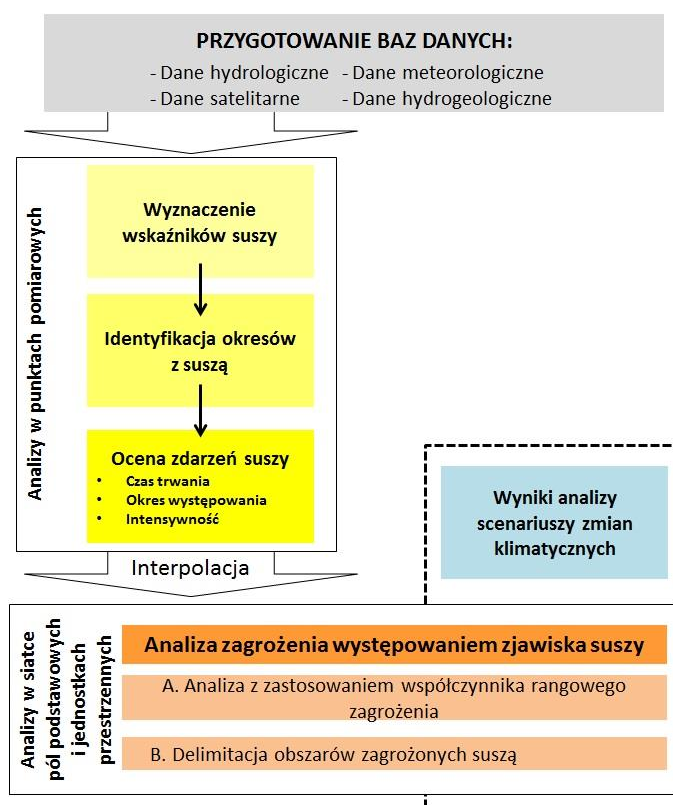 PRZYGOTOWANIE BAZ DANYCH:
- Dane hydrologiczne - Dane meteorologiczne
- Dane satelitarne - Dane hydrogeologiczne
Analizy w punktach pomiarowych
Wyznaczenie
wskaźników suszy
Identyfikacja okresów
z suszą
Ocena zdarzeń suszy
• Czas trwania
• Okres występowania
• Intensywność
Wyniki analizy
scenariuszy zmian
klimatycznych
Interpolacja
Analizy w siatce
pól podstawowych
i jednostkach
przestrzennych
Analiza zagrożenia występowaniem zjawiska suszy
A. Analiza z zastosowaniem współczynnika rangowego
zagrożenia
B. Delimitacja obszarów zagrożonych suszą